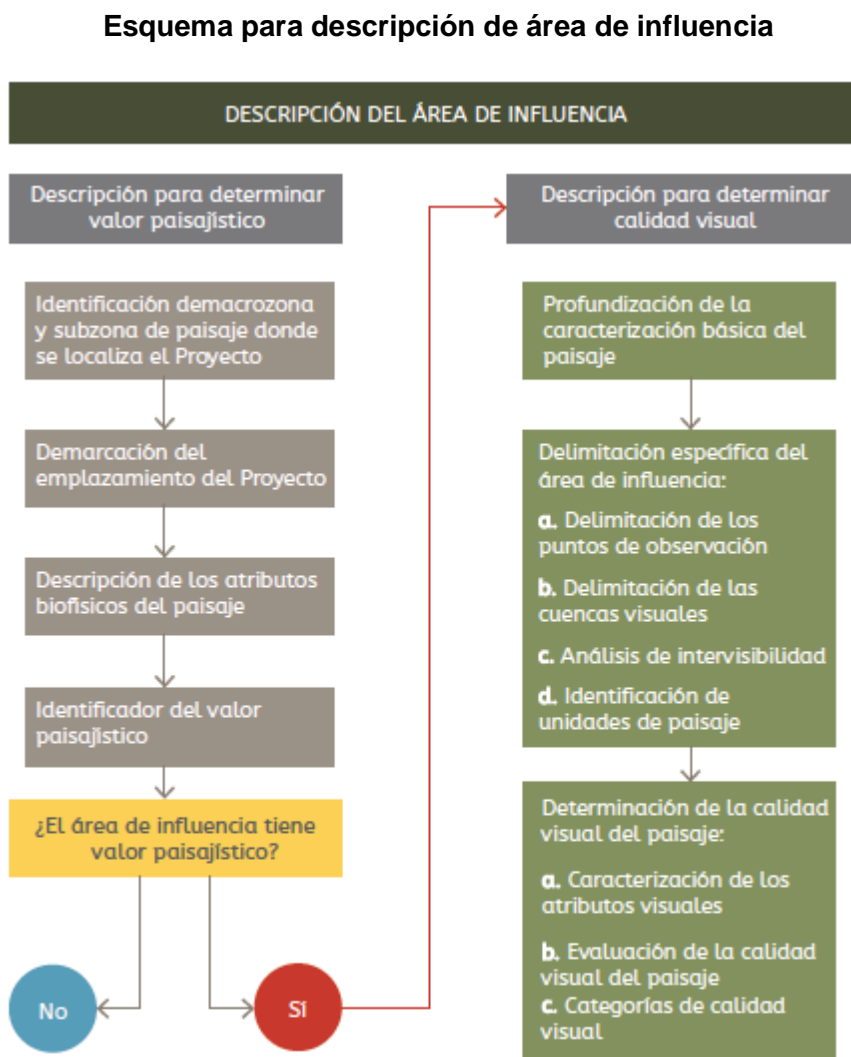 Esquema para descripción de área de influencia
DESCRIPCIÓN DEL ÁREA DE INFLUENCIA
Descripción para determinar
valor paisajístico
Identificación demacrozona
y subzona de paisaje donde
se localiza el Proyecto
Demarcación del
emplazamiento del Proyecto
Descripción de los atributos
biofisicos del paisaje
Identificador del valor
paisajístico
¿El área de influencia tiene
valor paisajístico?
No
Sí
Descripción para determinar
calidad visual
Profundización de la
caracterización básica del
paisaje
Delimitación específica del
área de influencia:
a. Delimitación de los
puntos de observación
b. Delimitación de las
cuencas visuales
c. Análisis de intervisibilidad
d. Identificación de
unidades de paisaje
Determinación de la calidad
visual del paisaje:
a. Caracterización de los
atributos visuales
b. Evaluación de la calidad
visual del paisaje
c. Categorías de calidad
visual